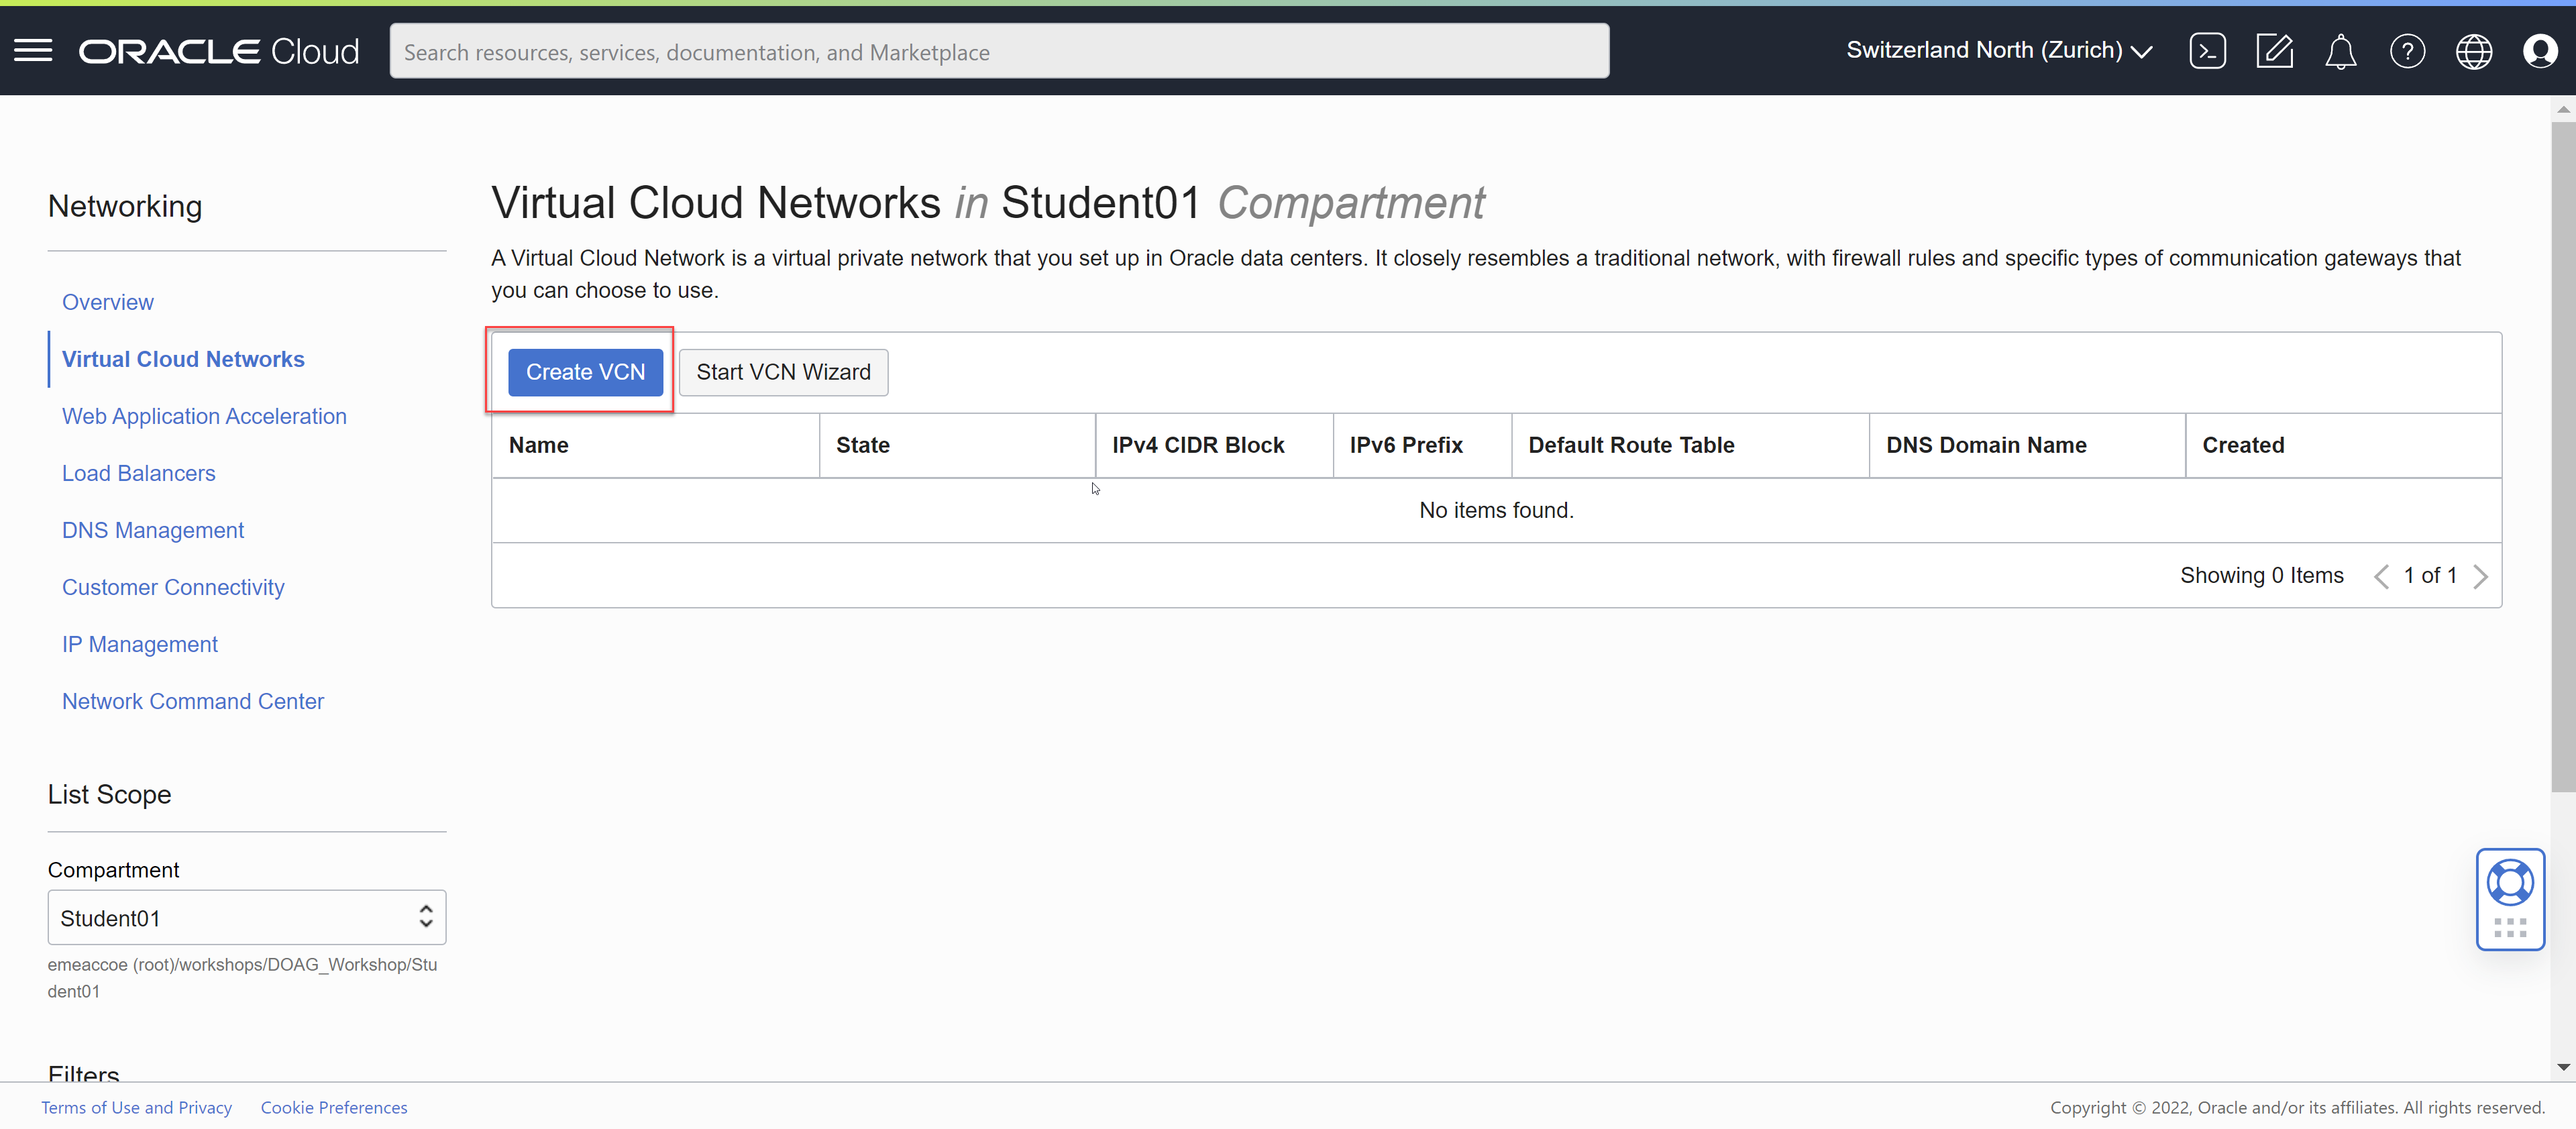 ORACLE Cloud
Search resources, services, documentation, and Marketplace
Switzerland North (Zurich)
Networking
Overview
Virtual Cloud Networks
Web Application Acceleration
Load Balancers
DNS Management
Customer Connectivity
IP Management
Network Command Center
List Scope
Compartment
Student01
emeaccoe (root)/workshops/DOAG_Workshop/Stu
dent01
Filters
Virtual Cloud Networks in Student01 Compartment
A Virtual Cloud Network is a virtual private network that you set up in Oracle data centers. It closely resembles a traditional network, with firewall rules and specific types of communication gateways that
you can choose to use.
Create VCN Start VCN Wizard
Name State IPv4 CIDR Block IPv6 Prefix Default Route Table DNS Domain Name Created
No items found.
Showing 0 Items 1 of 1
Terms of Use and Privacy Cookie Preferences
Copyright © 2022, Oracle and/or its affiliates. All rights reserved.